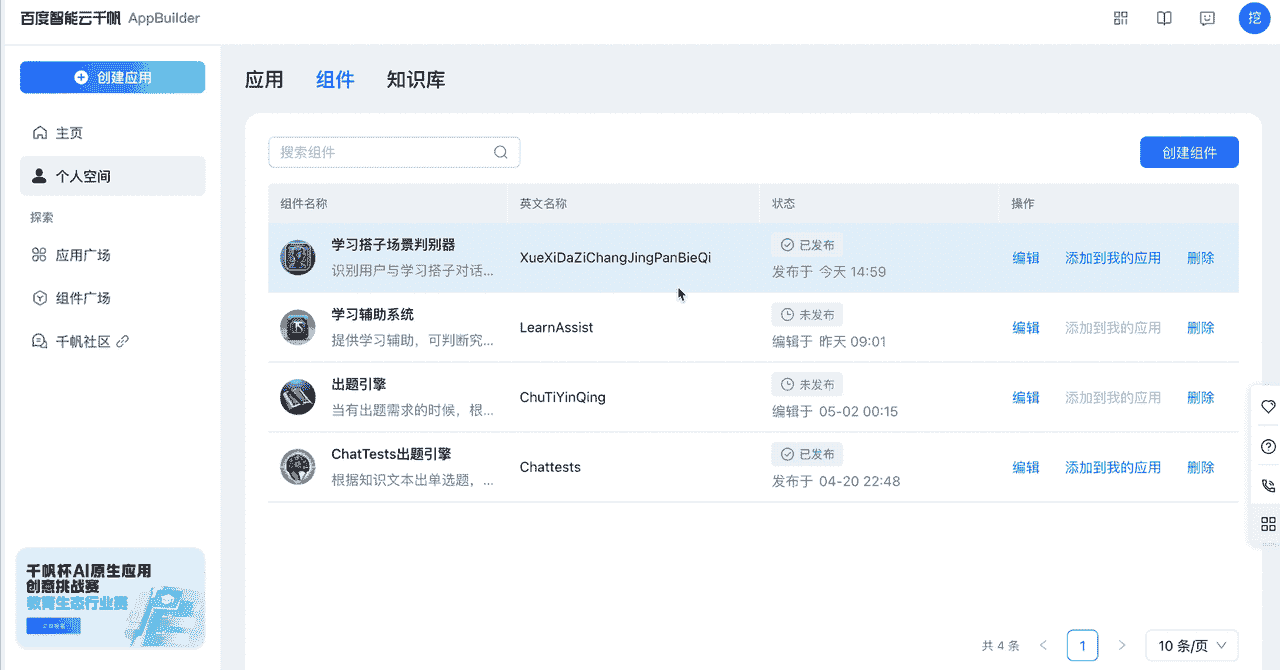 百度智能云千帆 AppBuilder
挖
创建应用
主页
个人空间
探索
应用广场
组件广场
千帆社区
千帆杯AI原生应用
创意挑战赛
教育生态行业赛
应用 组件 知识库
搜索组件
创建组件
组件名称 英文名称 状态 操作
学习搭子场景判别器
识别用户与学习搭子对话...
XueXiDaZiChangJingPanBieQi
已发布
发布于 今天 14:59
编辑 添加到我的应用 删除
学习辅助系统
提供学习辅助，可判断究...
LearnAssist
未发布
编辑于 昨天 09:01
编辑 添加到我的应用 删除
出题引擎
当有出题需求的时候，根...
ChuTiYinQing
未发布
编辑于 05-02 00:15
编辑 添加到我的应用 删除
ChatTests出题引擎
根据知识文本出单选题，...
Chattests
已发布
发布于 04-20 22:48
编辑 添加到我的应用 删除
共 4 条 1 10 条/页